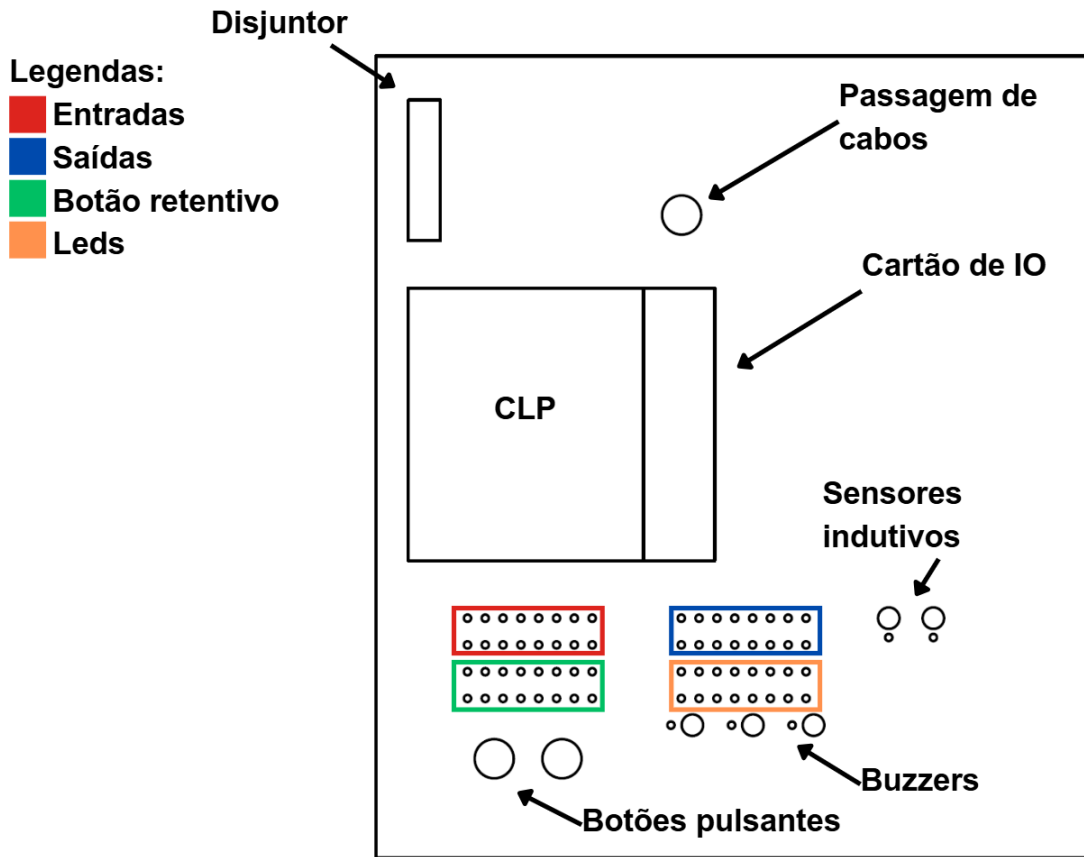 Disjuntor
Legendas:
Entradas
Saídas
Botão retentivo
Leds
Passagem de
cabos
Cartão de IO
CLP
Sensores
indutivos
Buzzers
Botões pulsantes